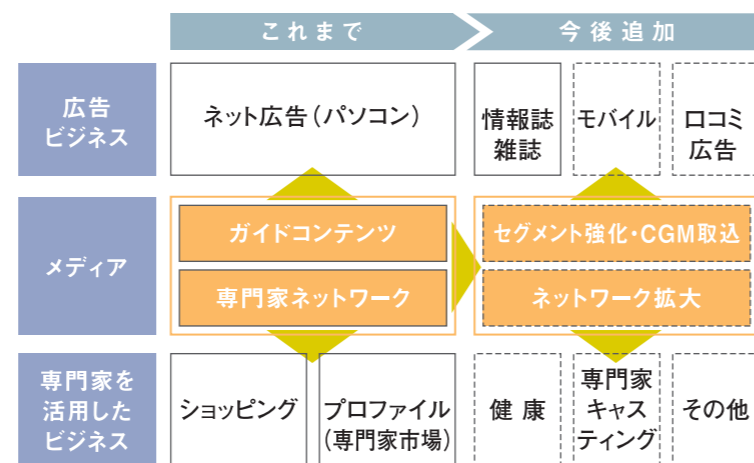 これまで
今後追加
広告
ビジネス
ネット広告(パソコン)
情報誌
雑誌
モバイル
口コミ
広告
メディア
ガイドコンテンツ
専門家ネットワーク
セグメント強化・CGM取込
ネットワーク拡大
専門家を
活用した
ビジネス
ショッピング
プロファイル
(専門家市場)
健康
専門家
キャス
ティング
その他